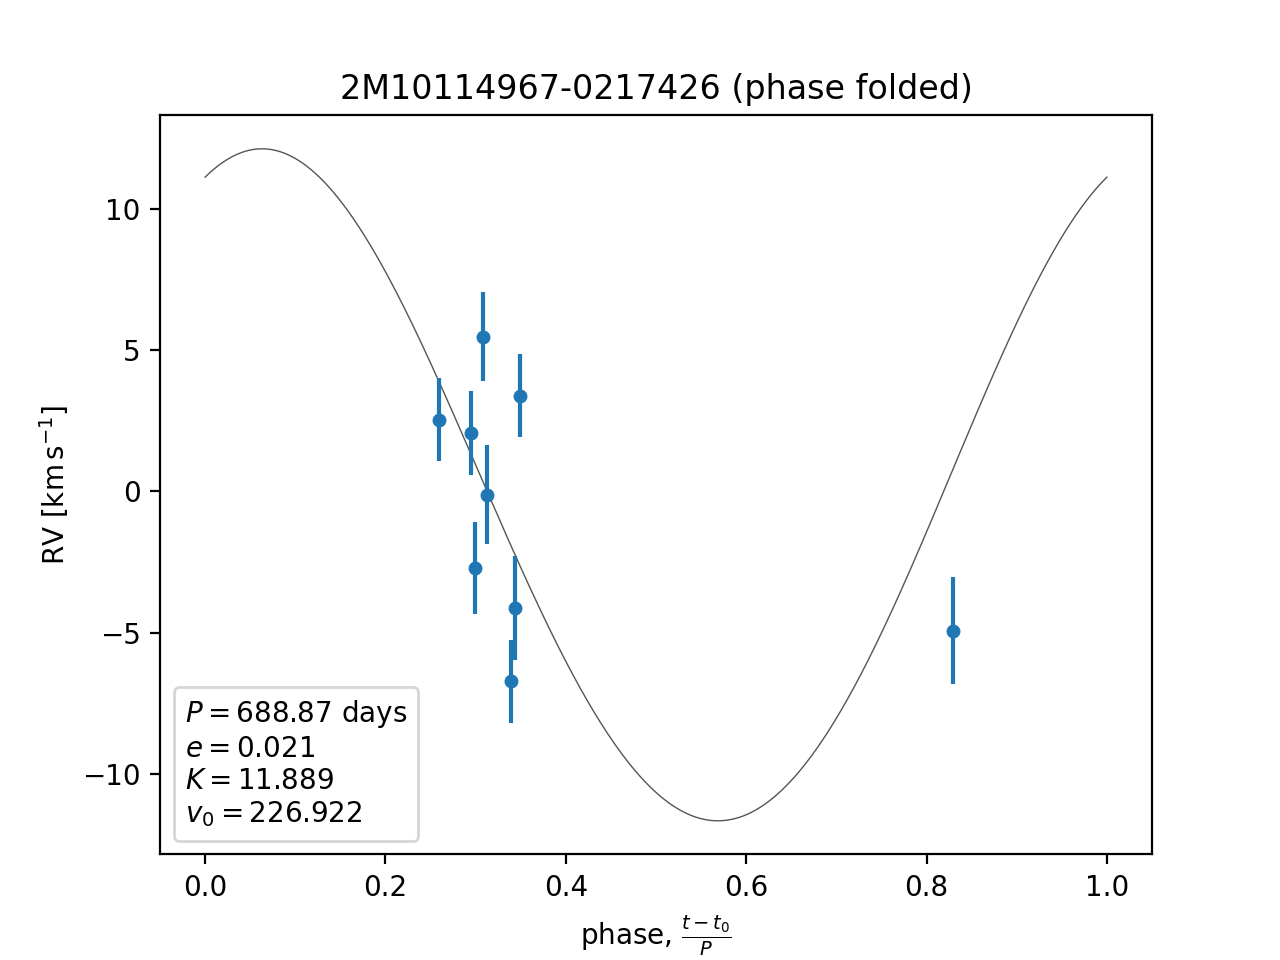 2M10114967-0217426 (phase folded)
RV [km s⁻¹]
10
5
0
−5
−10
P = 688.87 days
e = 0.021
K = 11.889
v₀ = 226.922
0.0 0.2 0.4 0.6 0.8 1.0
phase, (t − t₀)/P